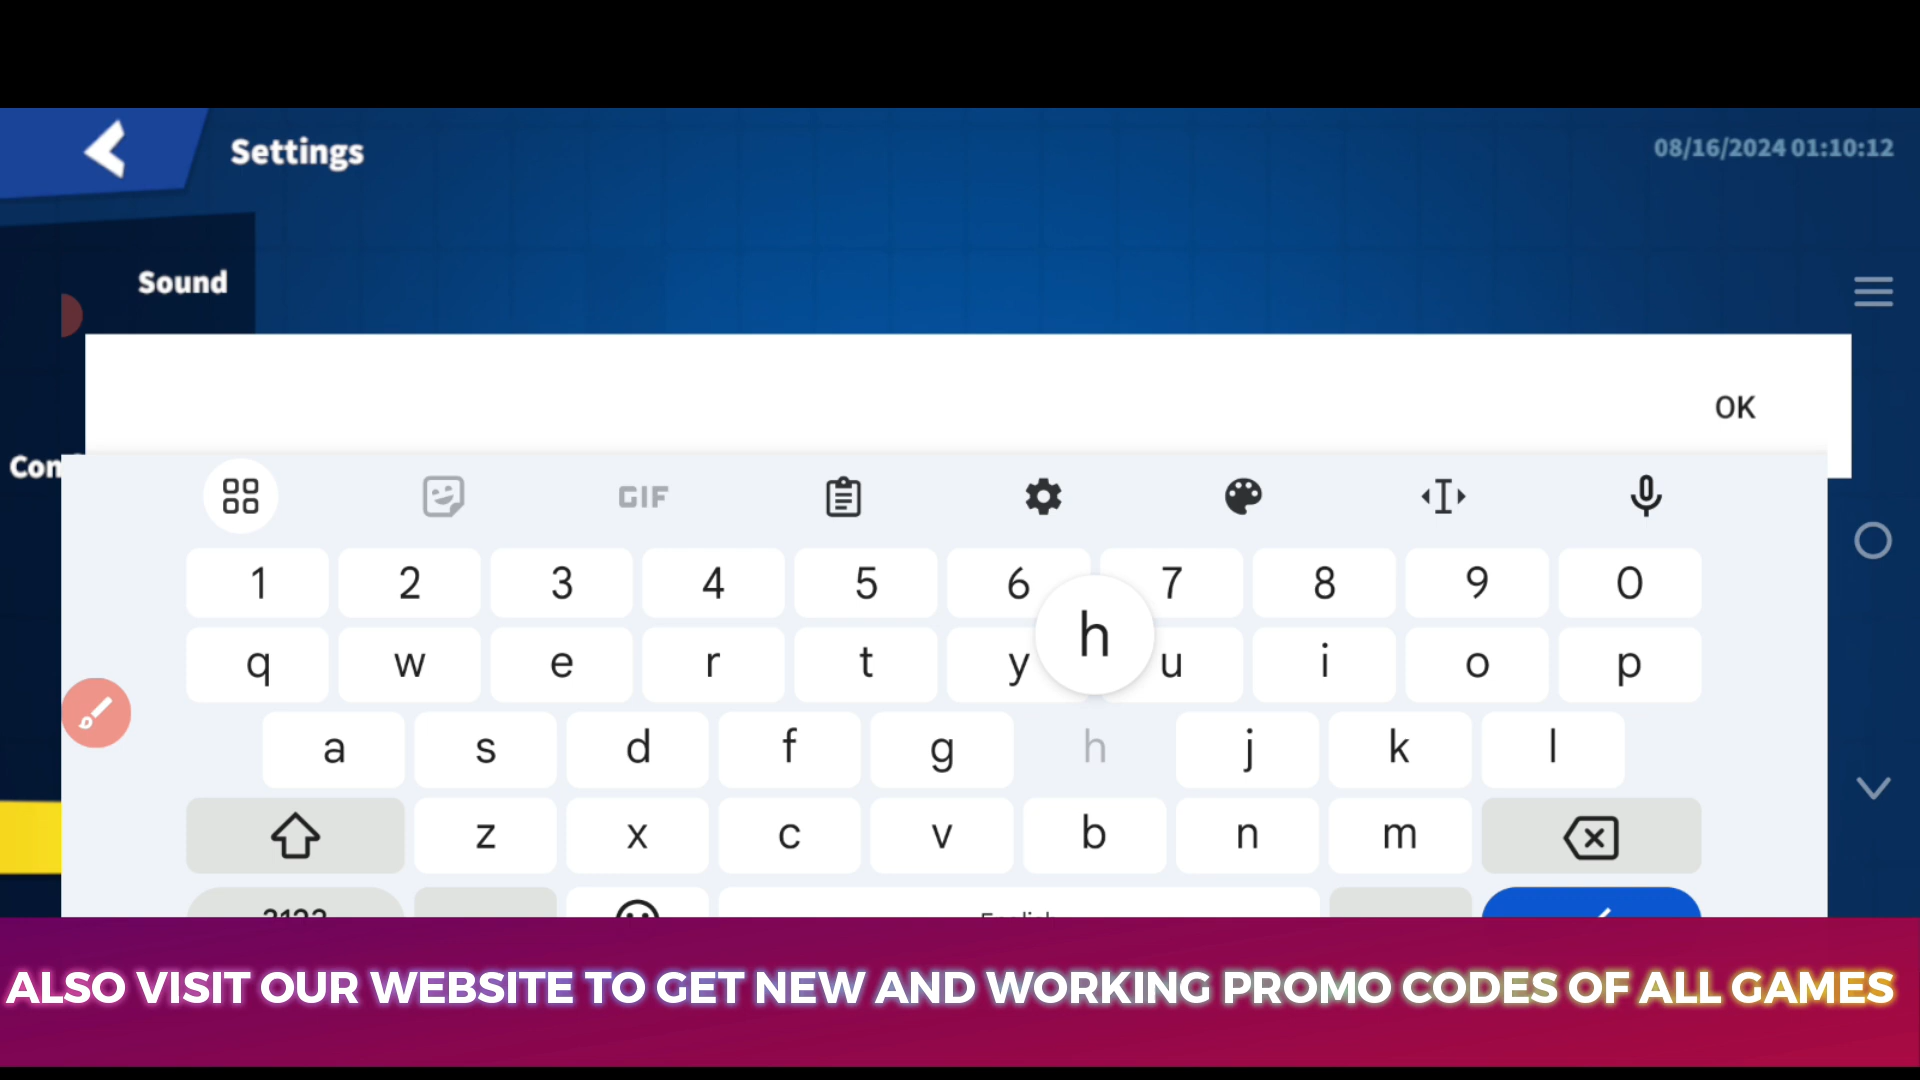 Settings
08/16/2024 01:10:12
Sound
OK
GIF
1 2 3 4 5 6 7 8 9 0
q w e r t y h u i o p
a s d f g h j k l
z x c v b n m
ALSO VISIT OUR WEBSITE TO GET NEW AND WORKING PROMO CODES OF ALL GAMES